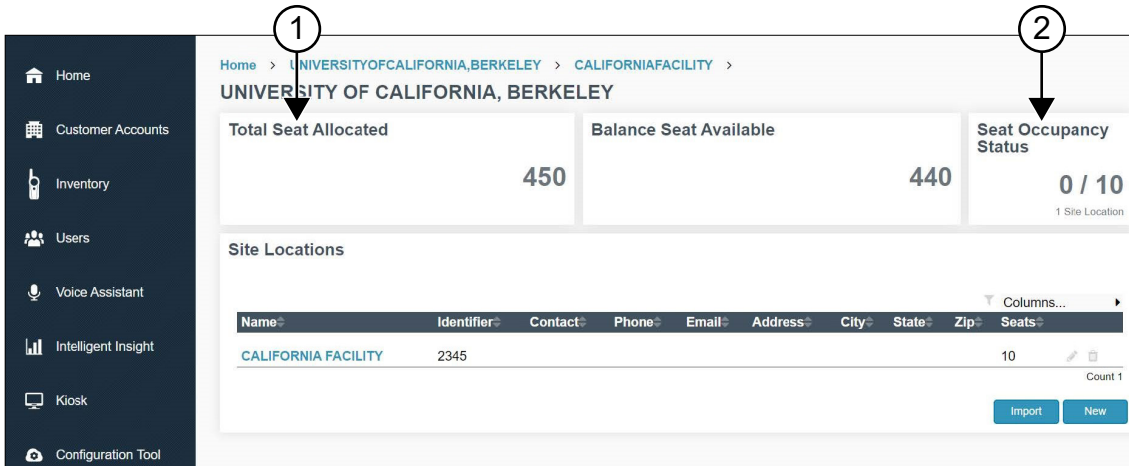 1
2
Home
Customer Accounts
Inventory
Users
Voice Assistant
Intelligent Insight
Kiosk
Configuration Tool
Home > UNIVERSITYOFCALIFORNIA,BERKELEY > CALIFORNIAFACILITY >
UNIVERSITY OF CALIFORNIA, BERKELEY
Total Seat Allocated
450
Balance Seat Available
440
Seat Occupancy
Status
0 / 10
1 Site Location
Site Locations
Columns...
Name Identifier Contact Phone Email Address City State Zip Seats
CALIFORNIA FACILITY 2345 10
Count 1
Import New